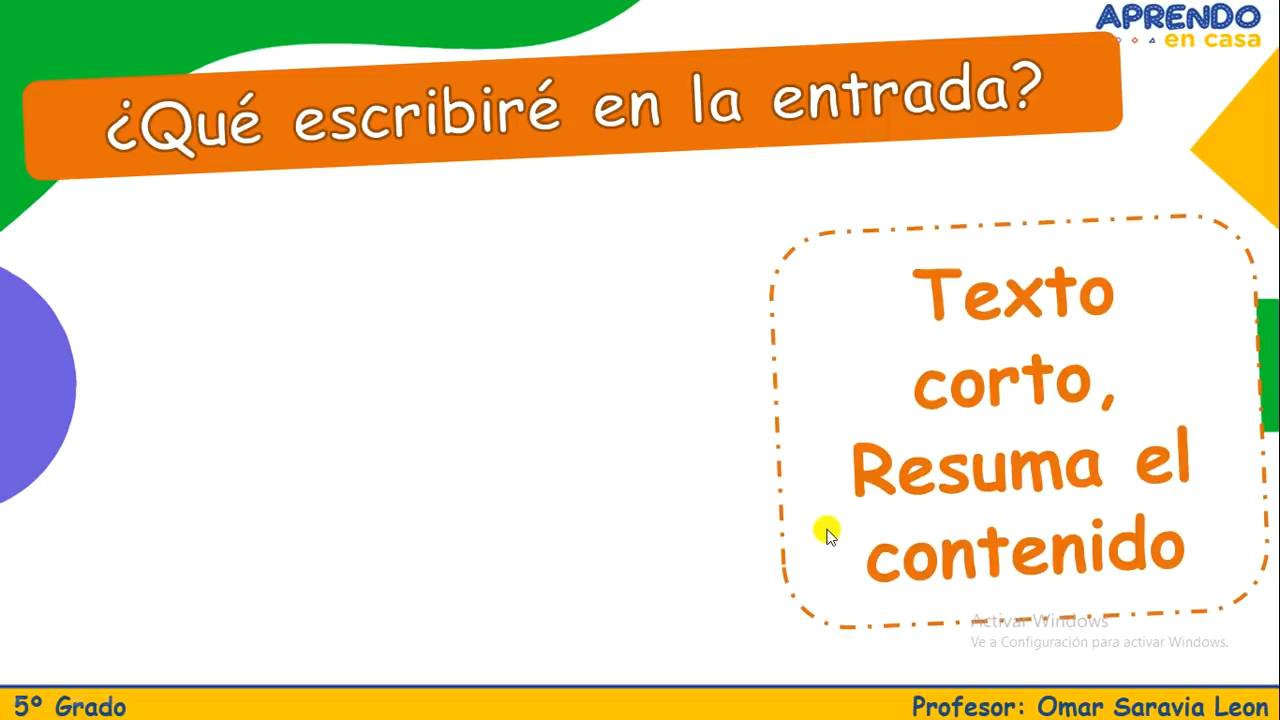 APRENDO
en casa
¿Qué escribiré en la entrada?
Texto
corto,
Resuma el
contenido
Activar Windows
Ve a Configuración para activar Windows.
5º Grado
Profesor: Omar Saravia Leon